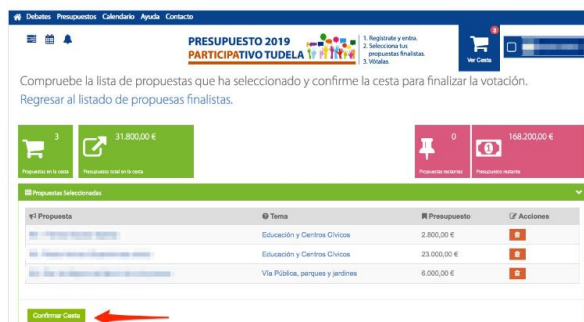 Debates Presupuestos Calendario Ayuda Contacto
3
PRESUPUESTO 2019
PARTICIPATIVO TUDELA
1. Regístrate y entra.
2. Selecciona tus
propuestas finalistas.
3. Vótalas.
Ver Cesta
Compruebe la lista de propuestas que ha seleccionado y confirme la cesta para finalizar la votación.
Regresar al listado de propuesas finalistas.
3
31.800,00 €
0
168.200,00 €
Propuestas en la cesta
Presupuesto total en la cesta
Propuestas restantes
Presupuesto restante
Propuestas Seleccionadas
Propuesta Tema Presupuesto Acciones
Educación y Centros Cívicos 2.800,00 €
Educación y Centros Cívicos 23.000,00 €
Vía Pública, parques y jardines 6.000,00 €
Confirmar Cesta